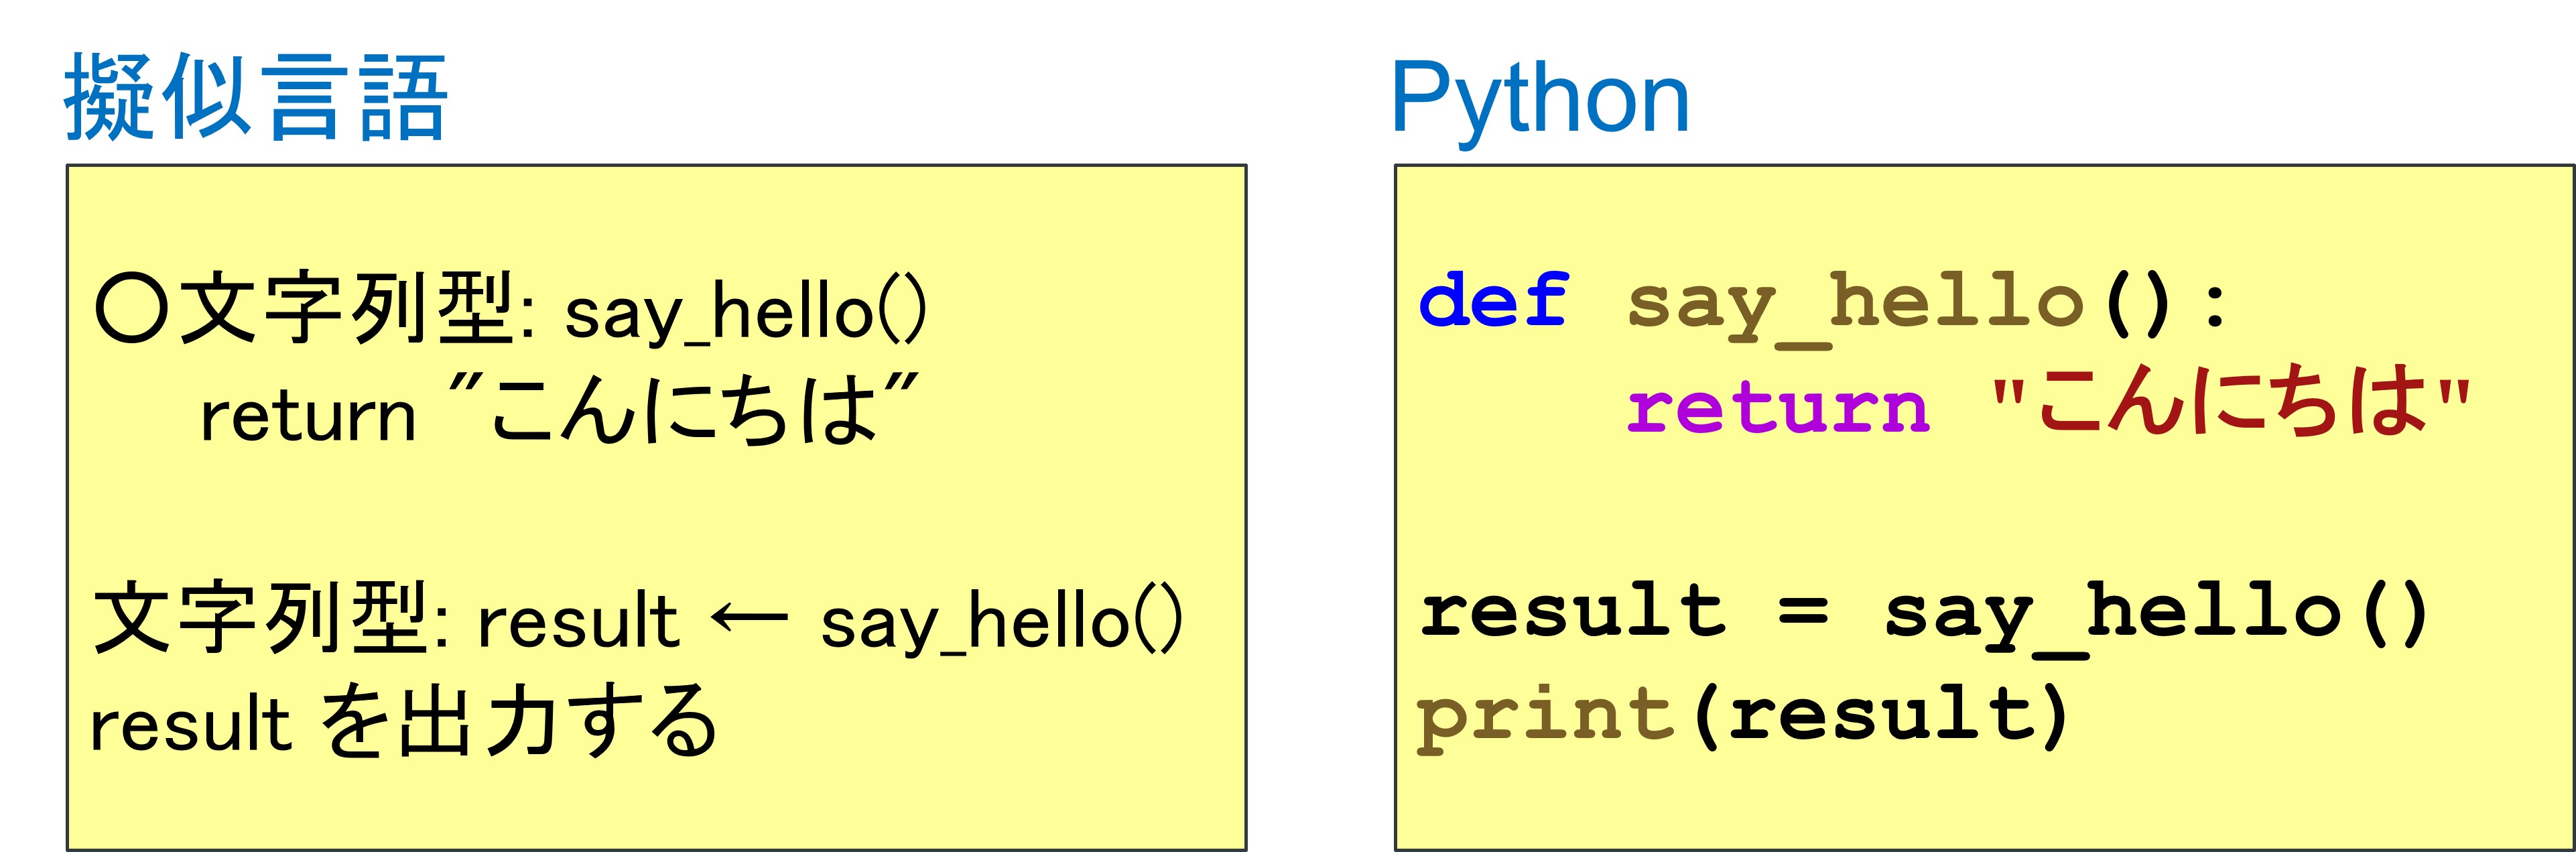 擬似言語
〇文字列型: say_hello()
return "こんにちは"
文字列型: result ← say_hello()
result を出力する
Python
def say_hello():
return "こんにちは"
result = say_hello()
print(result)